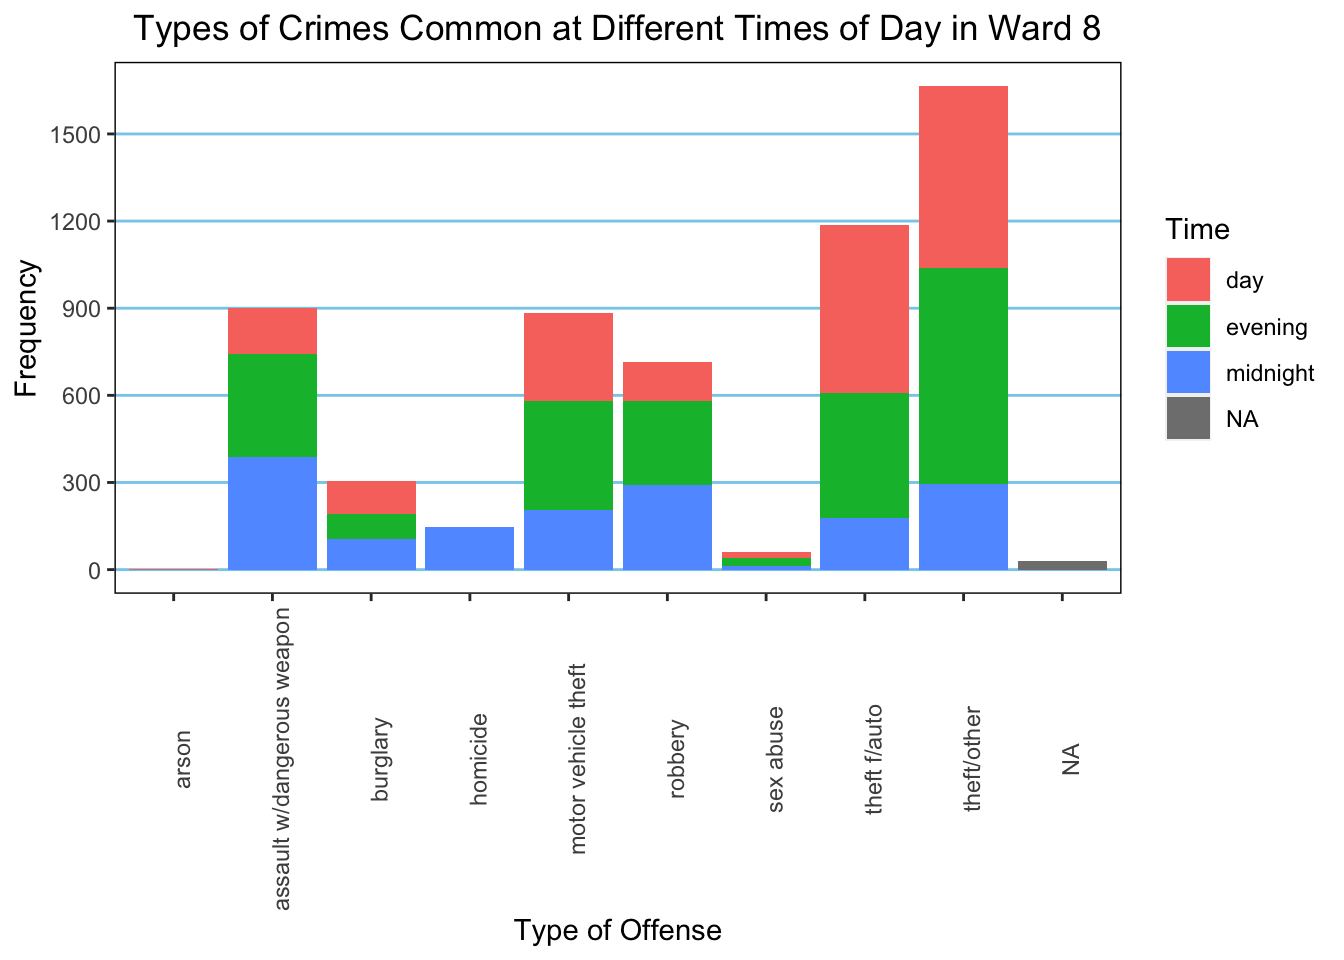 Types of Crimes Common at Different Times of Day in Ward 8
Frequency
1500
1200
900
600
300
0
arson
assault w/dangerous weapon
burglary
homicide
motor vehicle theft
robbery
sex abuse
theft f/auto
theft/other
NA
Type of Offense
Time
day
evening
midnight
NA